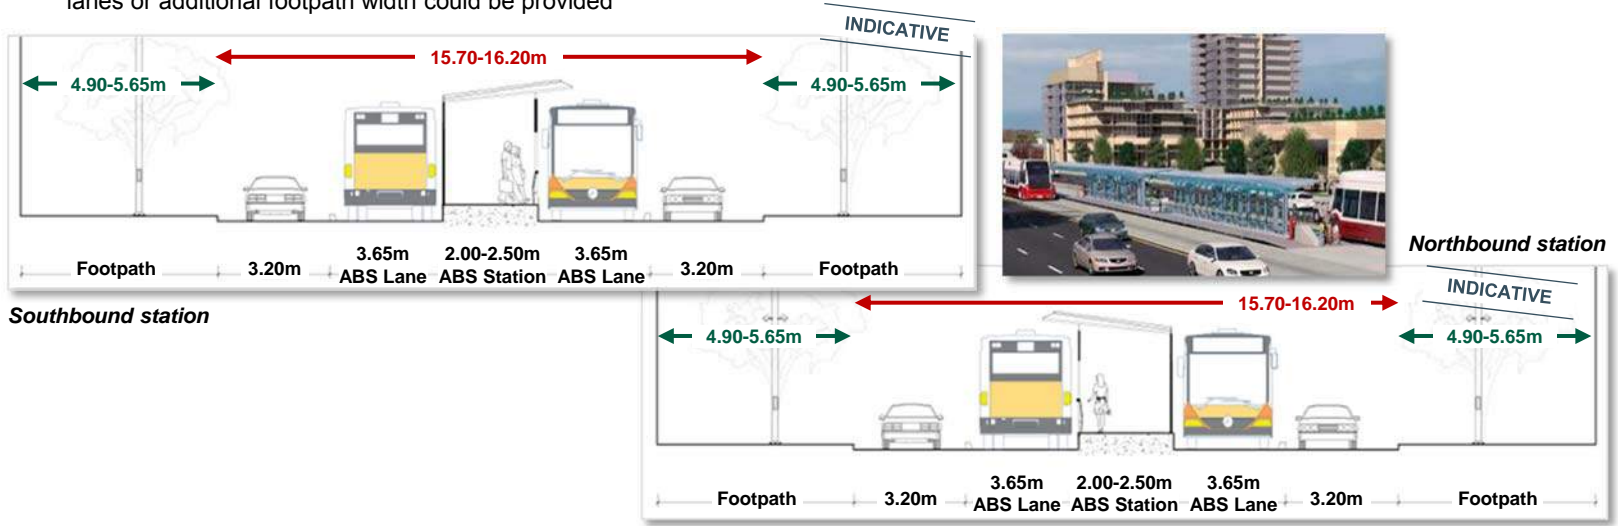 lanes or additional footpath width could be provided
INDICATIVE
15.70-16.20m
4.90-5.65m
4.90-5.65m
3.65m 2.00-2.50m 3.65m
Footpath 3.20m ABS Lane ABS Station ABS Lane 3.20m Footpath
Southbound station
Northbound station
INDICATIVE
15.70-16.20m
4.90-5.65m
4.90-5.65m
3.65m 2.00-2.50m 3.65m
Footpath 3.20m ABS Lane ABS Station ABS Lane 3.20m Footpath